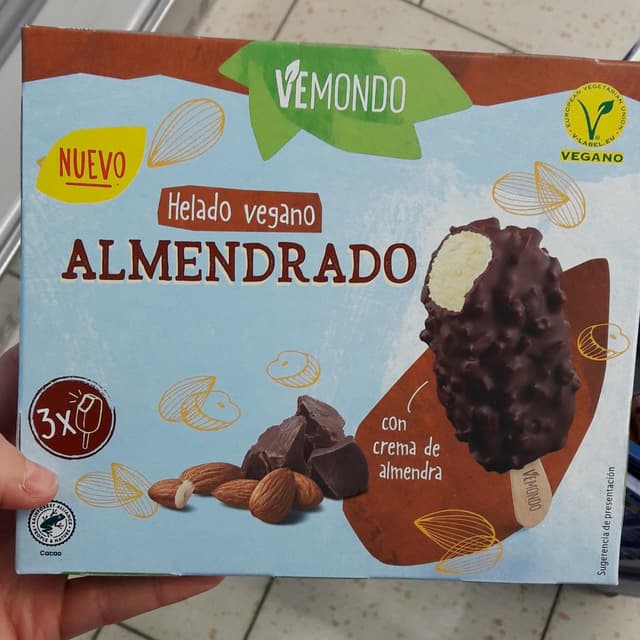 VEMONDO
EUROPEAN VEGETARIAN UNION
V-LABEL.EU
VEGANO
NUEVO
Helado vegano
ALMENDRADO
3x
con
crema de
almendra
VEMONDO
Cacao
Sugerencia de presentación